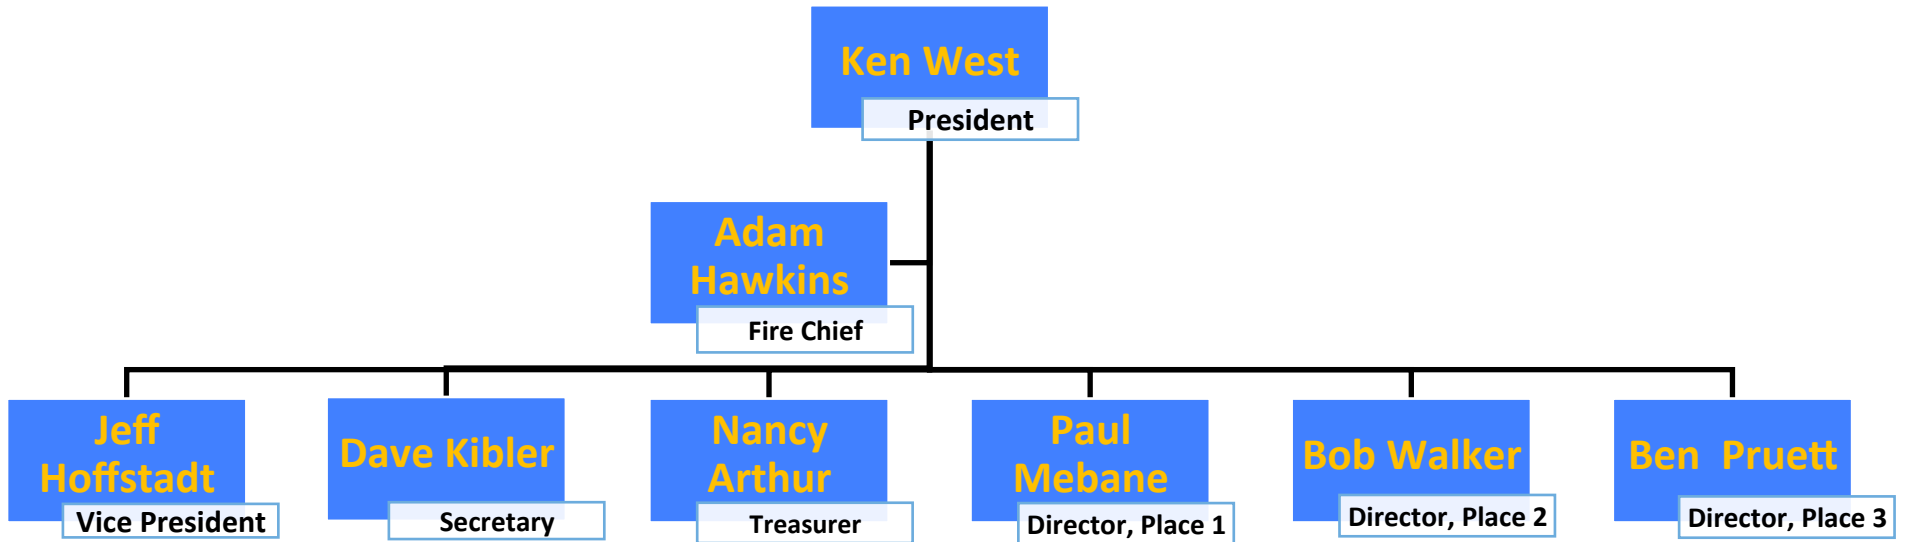 Ken West
President
Adam
Hawkins
Fire Chief
Jeff
Hoffstadt
Vice President
Dave Kibler
Secretary
Nancy
Arthur
Treasurer
Paul
Mebane
Director, Place 1
Bob Walker
Director, Place 2
Ben  Pruett
Director, Place 3